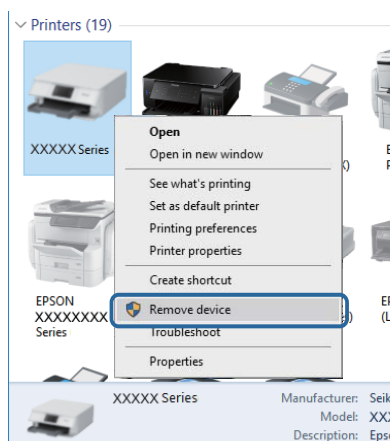 Printers (19)
XXXXX Series
Open
Open in new window
See what's printing
Set as default printer
Printing preferences
Printer properties
Create shortcut
Remove device
Troubleshoot
Properties
EPSON
XXXXXXXX
Series
XXXXX Series
Manufacturer:
Model:
Description: